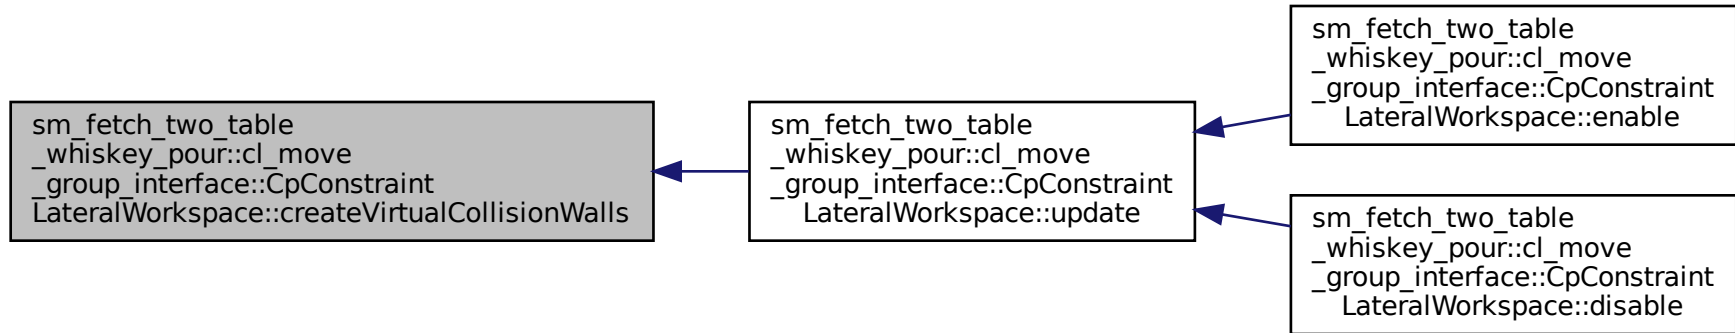 sm_fetch_two_table
_whiskey_pour::cl_move
_group_interface::CpConstraint
LateralWorkspace::createVirtualCollisionWalls
sm_fetch_two_table
_whiskey_pour::cl_move
_group_interface::CpConstraint
LateralWorkspace::update
sm_fetch_two_table
_whiskey_pour::cl_move
_group_interface::CpConstraint
LateralWorkspace::enable
sm_fetch_two_table
_whiskey_pour::cl_move
_group_interface::CpConstraint
LateralWorkspace::disable